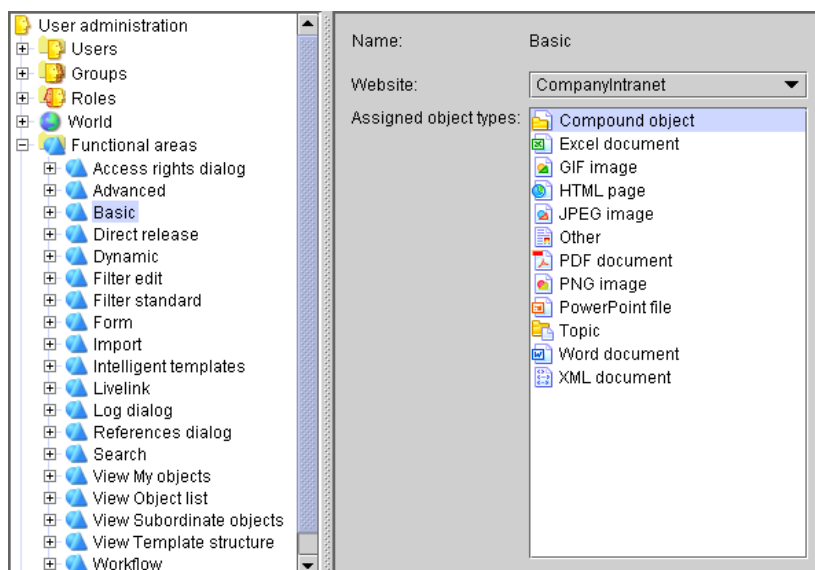 User administration
Users
Groups
Roles
World
Functional areas
Access rights dialog
Advanced
Basic
Direct release
Dynamic
Filter edit
Filter standard
Form
Import
Intelligent templates
Livelink
Log dialog
References dialog
Search
View My objects
View Object list
View Subordinate objects
View Template structure
Workflow
Name: Basic
Website: CompanyIntranet
Assigned object types:
Compound object
Excel document
GIF image
HTML page
JPEG image
Other
PDF document
PNG image
PowerPoint file
Topic
Word document
XML document